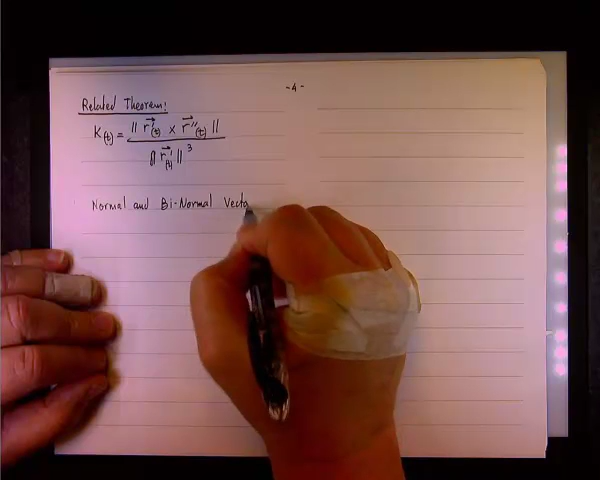 -4-
Related Theorem:
K(t) = || r'(t) × r''(t) || / || r'(t) ||³
Normal and Bi-Normal Vecto